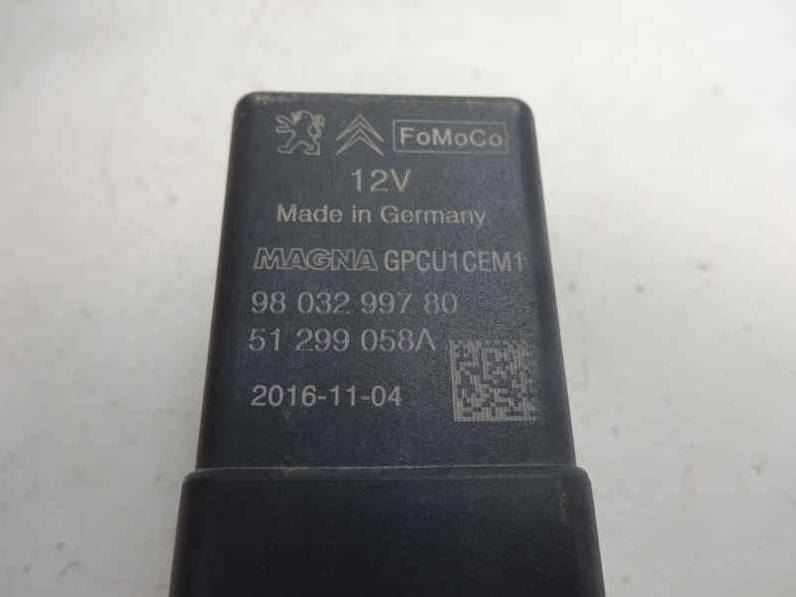 FoMoCo
12V
Made in Germany
MAGNA GPCU1CEM1
98 032 997 80
51 299 058A
2016-11-04